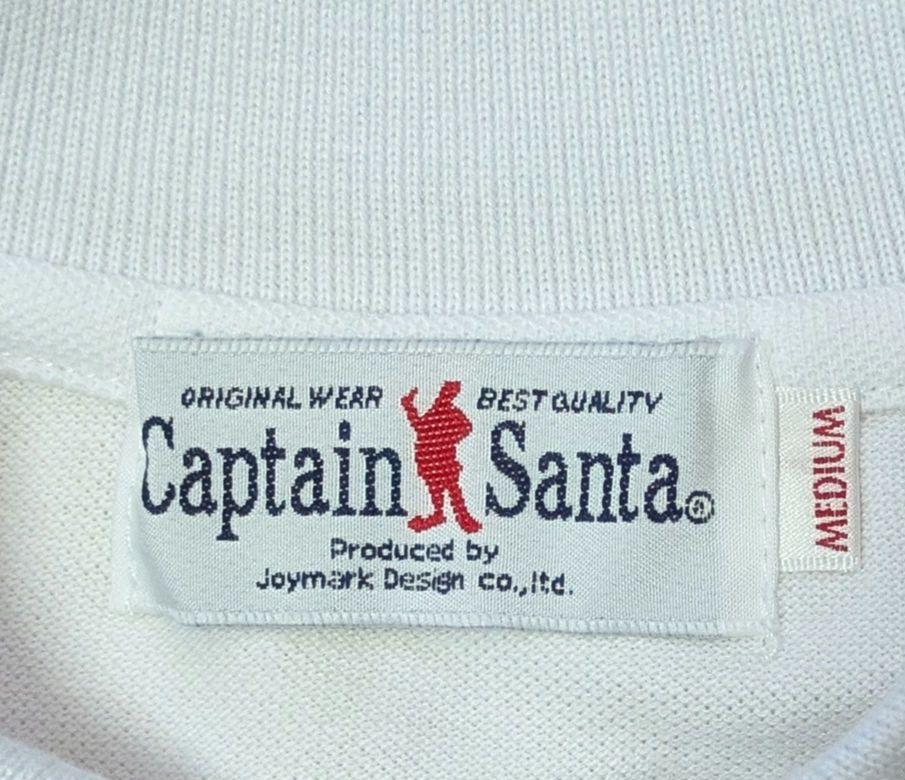 ORIGINAL WEAR BEST QUALITY
Captain Santa®
Produced by
Joymark Design co.,ltd.
MEDIUM